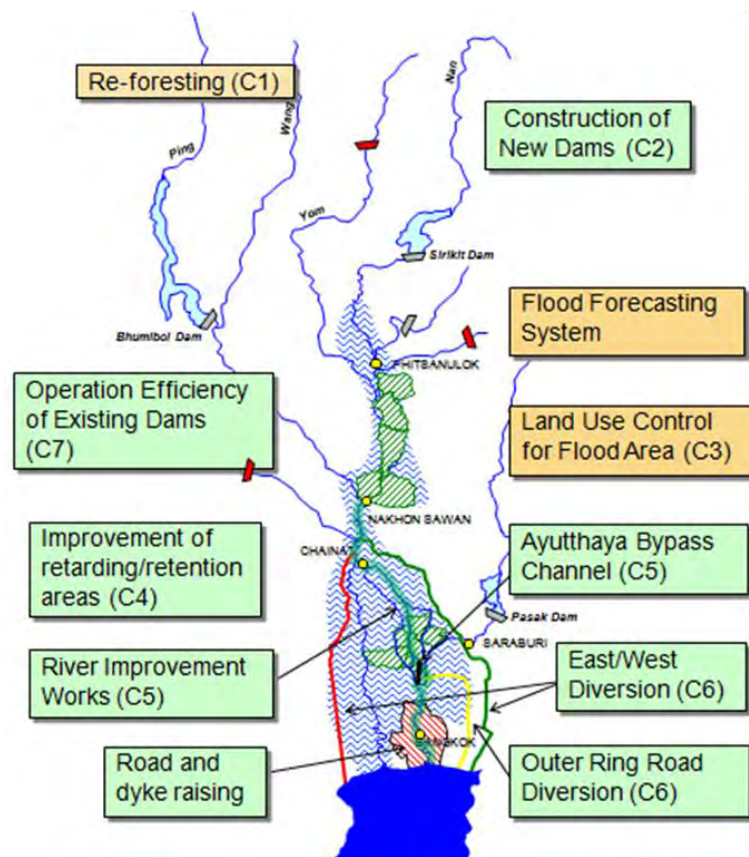 Re-foresting (C1)
Ping
Wang
Yom
Nan
Construction of
New Dams (C2)
Sirikit Dam
Bhumibol Dam
Flood Forecasting
System
PHITSANULOK
Operation Efficiency
of Existing Dams
(C7)
Land Use Control
for Flood Area (C3)
NAKHON SAWAN
Improvement of
retarding/retention
areas (C4)
CHAINAT
Ayutthaya Bypass
Channel (C5)
Pasak Dam
SARABURI
River Improvement
Works (C5)
East/West
Diversion (C6)
Road and
dyke raising
BANGKOK
Outer Ring Road
Diversion (C6)